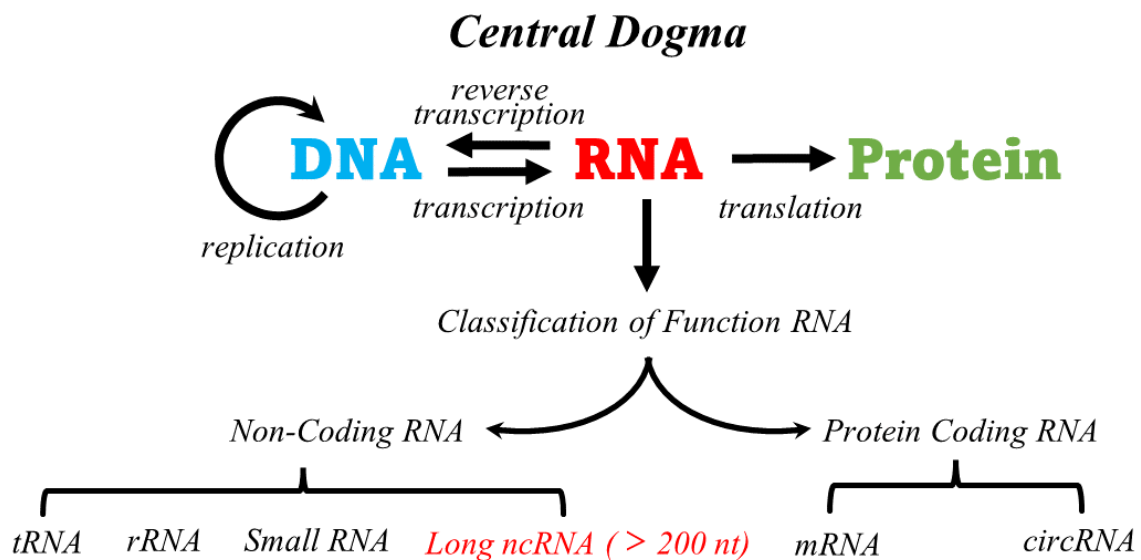 Central Dogma
reverse
transcription
DNA
RNA
Protein
transcription
translation
replication
Classification of Function RNA
Non-Coding RNA
Protein Coding RNA
tRNA
rRNA
Small RNA
Long ncRNA ( > 200 nt)
mRNA
circRNA